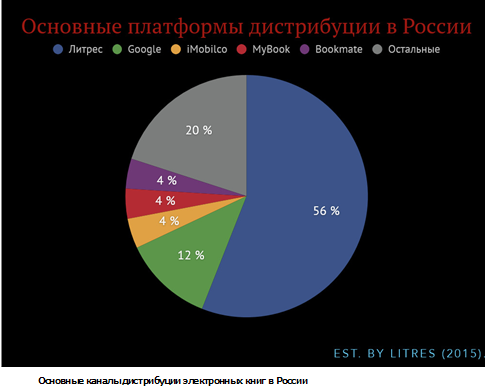 Основные платформы дистрибуции в России
Литрес Google iMobilco MyBook Bookmate Остальные
20 %
4 %
4 %
4 %
56 %
12 %
EST. BY LITRES (2015).
Основные каналы дистрибуции электронных книг в России